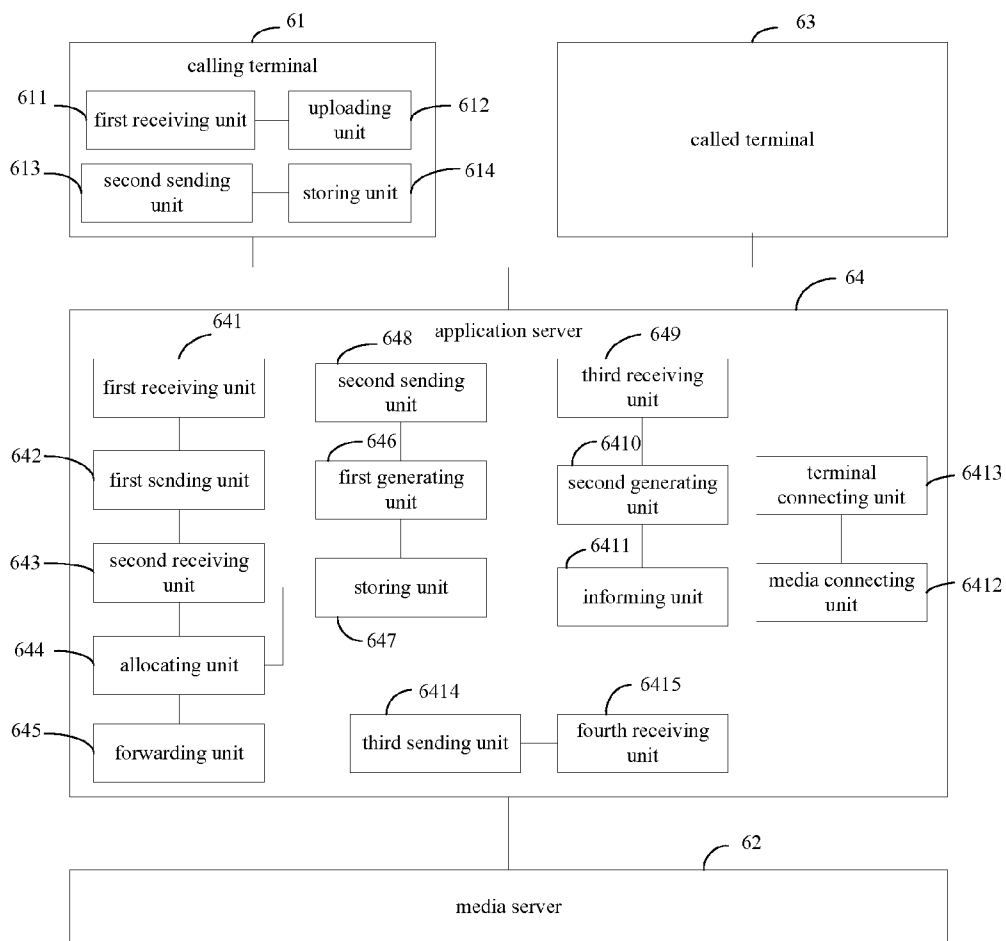 61
63
calling terminal
611
first receiving unit
uploading
unit
612
613
second sending
unit
storing unit
614
called terminal
64
application server
641
first receiving unit
648
second sending
unit
649
third receiving
unit
642
first sending unit
646
first generating
unit
6410
second generating
unit
terminal
connecting unit
6413
643
second receiving
unit
storing unit
647
6411
informing unit
media connecting
unit
6412
644
allocating unit
645
forwarding unit
6414
third sending unit
6415
fourth receiving
unit
62
media server